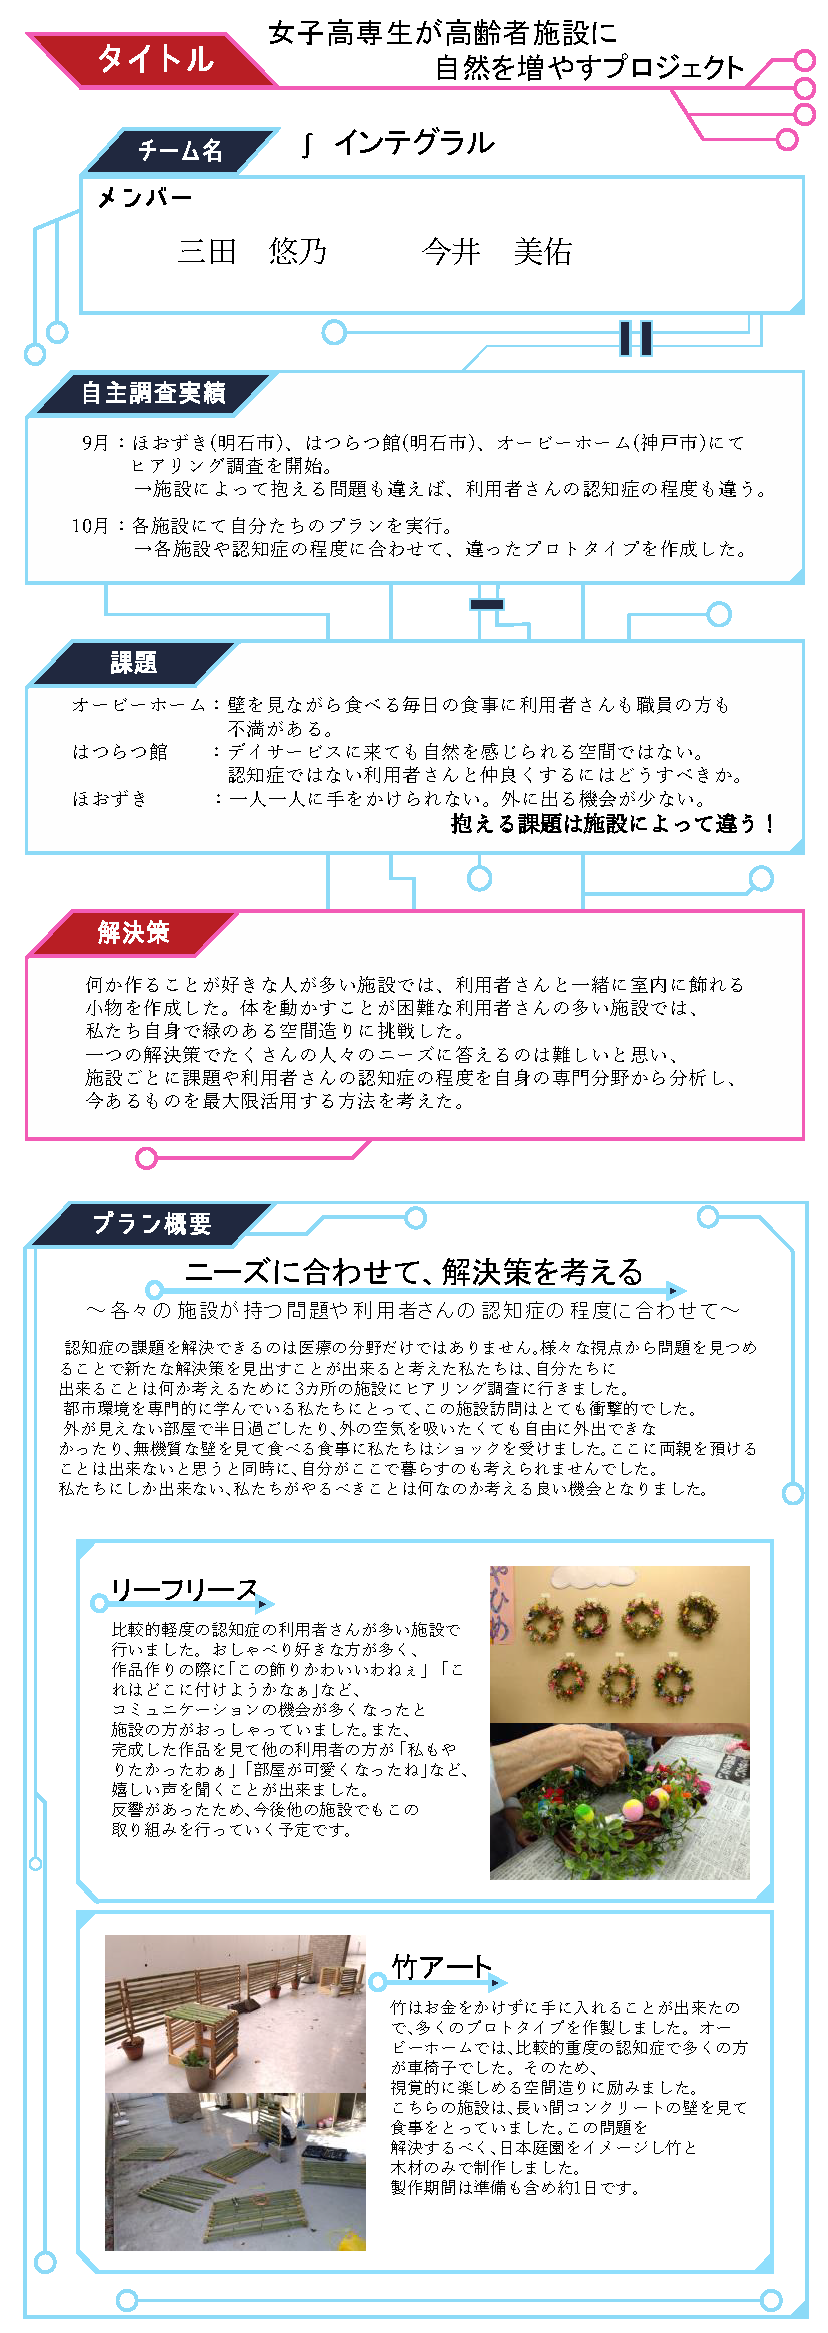 タイトル
女子高専生が高齢者施設に
自然を増やすプロジェクト
チーム名
∫ インテグラル
メンバー
三田 悠乃 今井 美佑
自主調査実績
9月：ほおずき(明石市)、はつらつ館(明石市)、オービーホーム(神戸市)にて
ヒアリング調査を開始。
→施設によって抱える問題も違えば、利用者さんの認知症の程度も違う。
10月：各施設にて自分たちのプランを実行。
→各施設や認知症の程度に合わせて、違ったプロトタイプを作成した。
課題
オービーホーム：壁を見ながら食べる毎日の食事に利用者さんも職員の方も
不満がある。
はつらつ館 ：デイサービスに来ても自然を感じられる空間ではない。
認知症ではない利用者さんと仲良くするにはどうすべきか。
ほおずき ：一人一人に手をかけられない。外に出る機会が少ない。
抱える課題は施設によって違う！
解決策
何か作ることが好きな人が多い施設では、利用者さんと一緒に室内に飾れる
小物を作成した。体を動かすことが困難な利用者さんの多い施設では、
私たち自身で緑のある空間造りに挑戦した。
一つの解決策でたくさんの人々のニーズに答えるのは難しいと思い、
施設ごとに課題や利用者さんの認知症の程度を自身の専門分野から分析し、
今あるものを最大限活用する方法を考えた。
プラン概要
ニーズに合わせて、解決策を考える
～各々の施設が持つ問題や利用者さんの認知症の程度に合わせて～
認知症の課題を解決できるのは医療の分野だけではありません。様々な視点から問題を見つめ
ることで新たな解決策を見出すことが出来ると考えた私たちは、自分たちに
出来ることは何か考えるために3カ所の施設にヒアリング調査に行きました。
都市環境を専門的に学んでいる私たちにとって、この施設訪問はとても衝撃的でした。
外が見えない部屋で半日過ごしたり、外の空気を吸いたくても自由に外出できな
かったり、無機質な壁を見て食べる食事に私たちはショックを受けました。ここに両親を預ける
ことは出来ないと思うと同時に、自分がここで暮らすのも考えられませんでした。
私たちにしか出来ない、私たちがやるべきことは何なのか考える良い機会となりました。
リーフリース
比較的軽度の認知症の利用者さんが多い施設で
行いました。おしゃべり好きな方が多く、
作品作りの際に「この飾りかわいいわねぇ」「こ
れはどこに付けようかなぁ」など、
コミュニケーションの機会が多くなったと
施設の方がおっしゃっていました。また、
完成した作品を見て他の利用者の方が「私もや
りたかったわぁ」「部屋が可愛くなったね」など、
嬉しい声を聞くことが出来ました。
反響があったため、今後他の施設でもこの
取り組みを行っていく予定です。
やひめ
竹アート
竹はお金をかけずに手に入れることが出来たの
で、多くのプロトタイプを作製しました。オー
ビーホームでは、比較的重度の認知症で多くの方
が車椅子でした。そのため、
視覚的に楽しめる空間造りに励みました。
こちらの施設は、長い間コンクリートの壁を見て
食事をとっていました。この問題を
解決するべく、日本庭園をイメージし竹と
木材のみで制作しました。
製作期間は準備も含め約1日です。